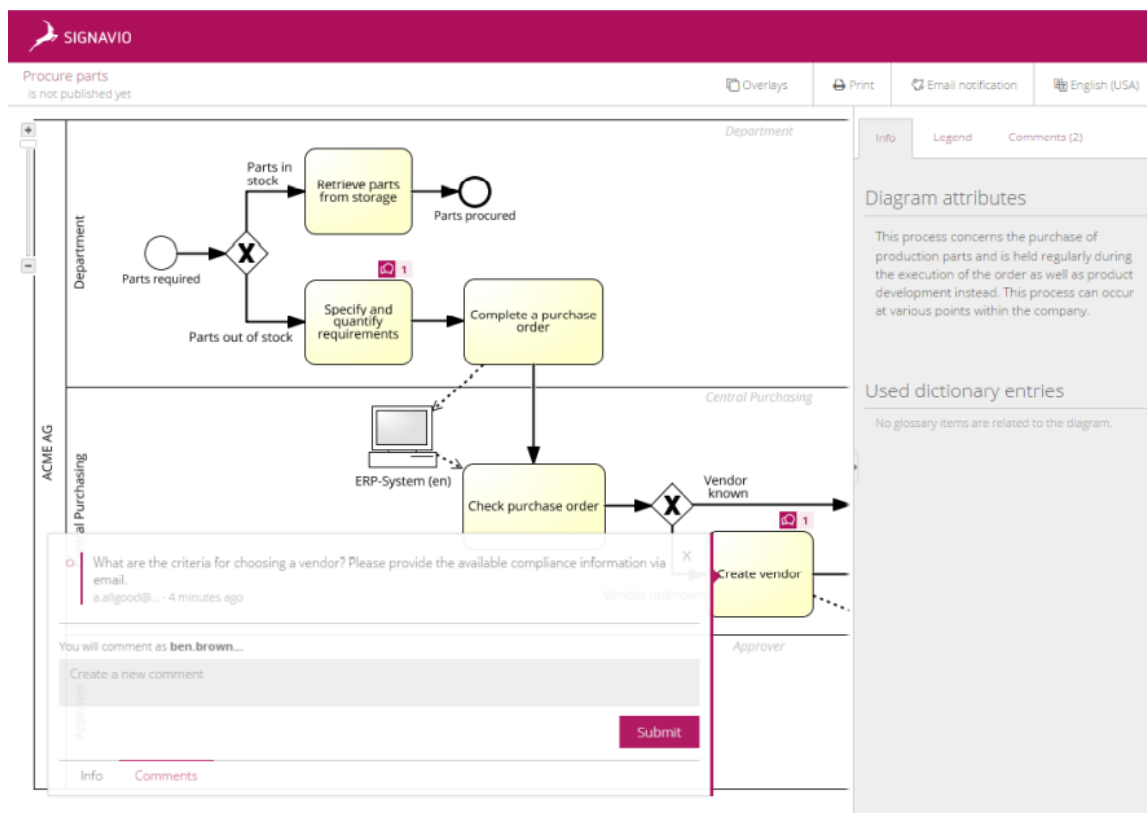 SIGNAVIO
Procure parts
is not published yet
Overlays
Print
Email notification
English (USA)
Department
Info
Legend
Comments (2)
Parts in
stock
Retrieve parts
from storage
Parts procured
Department
Parts required
1
Specify and
quantify
requirements
Complete a purchase
order
Parts out of stock
Diagram attributes
This process concerns the purchase of
production parts and is held regularly during
the execution of the order as well as product
development instead. This process can occur
at various points within the company.
Used dictionary entries
No glossary items are related to the diagram.
Central Purchasing
ACME AG
al Purchasing
ERP-System (en)
Check purchase order
Vendor
known
1
Create vendor
Vendor unknown
What are the criteria for choosing a vendor? Please provide the available compliance information via
email.
a.allgood@... - 4 minutes ago
x
You will comment as ben.brown...
Create a new comment
Approver
Approver
Submit
Info
Comments